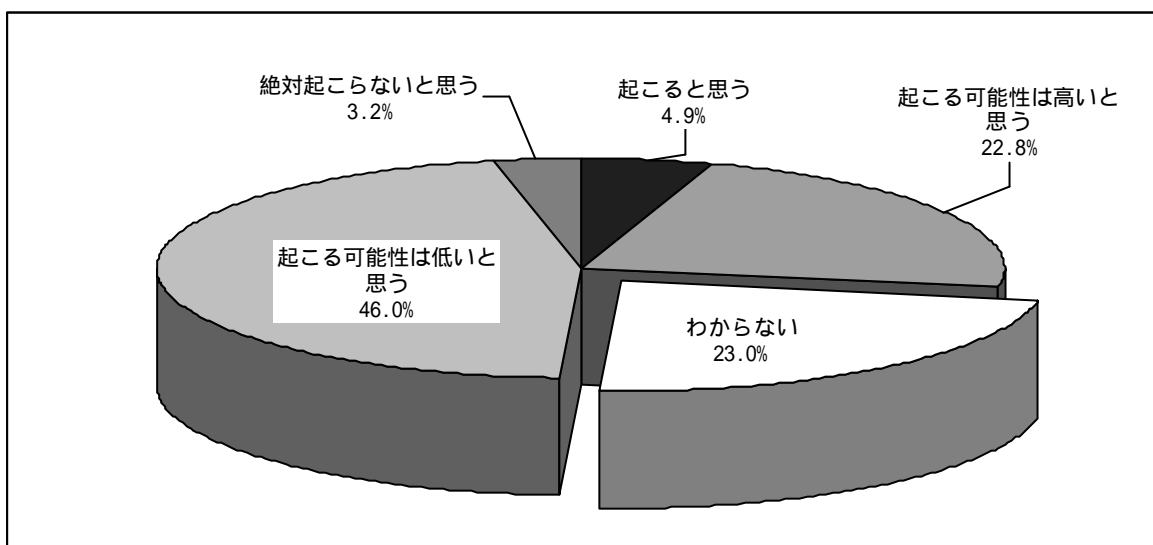 絶対起こらないと思う
3.2%
起こると思う
4.9%
起こる可能性は高いと
思う
22.8%
起こる可能性は低いと
思う
46.0%
わからない
23.0%